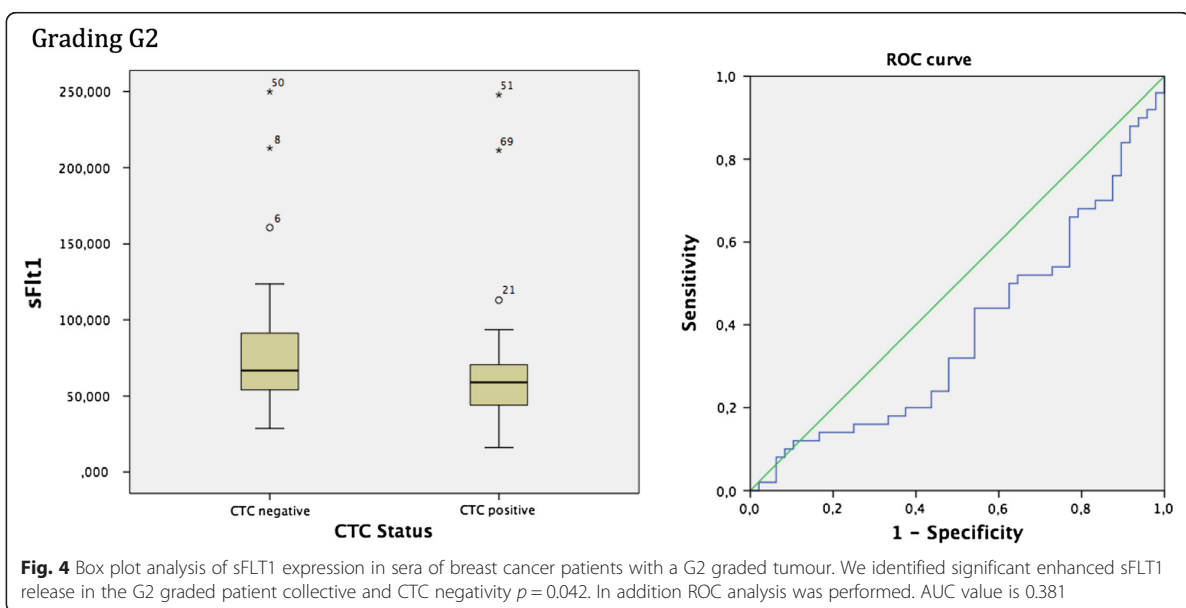 Grading G2
250,000
200,000
150,000
100,000
50,000
,000
sFlt1
50
8
6
51
69
21
CTC negative
CTC positive
CTC Status
ROC curve
1,0
0,8
0,6
0,4
0,2
0,0
Sensitivity
0,0
0,2
0,4
0,6
0,8
1,0
1 - Specificity
Fig. 4 Box plot analysis of sFLT1 expression in sera of breast cancer patients with a G2 graded tumour. We identified significant enhanced sFLT1
release in the G2 graded patient collective and CTC negativity p = 0.042. In addition ROC analysis was performed. AUC value is 0.381